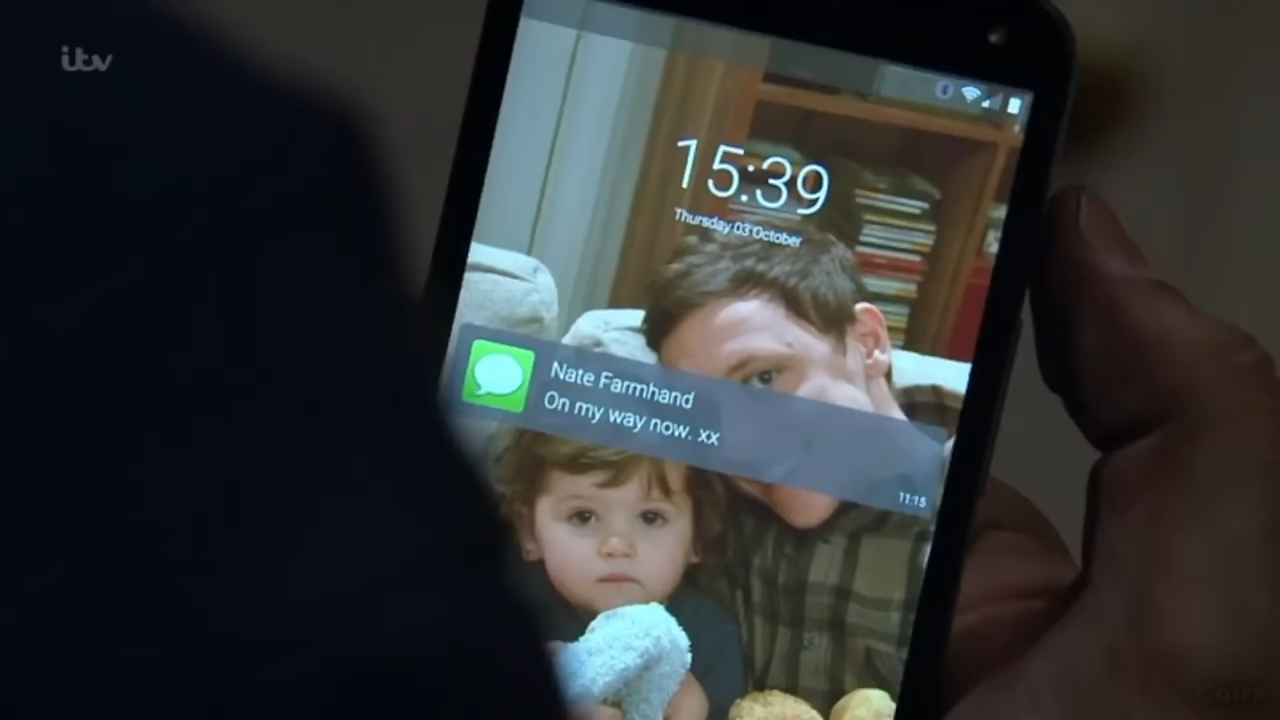 itv
15:39
Thursday 03 October
Nate Farmhand
On my way now. xx
11:15